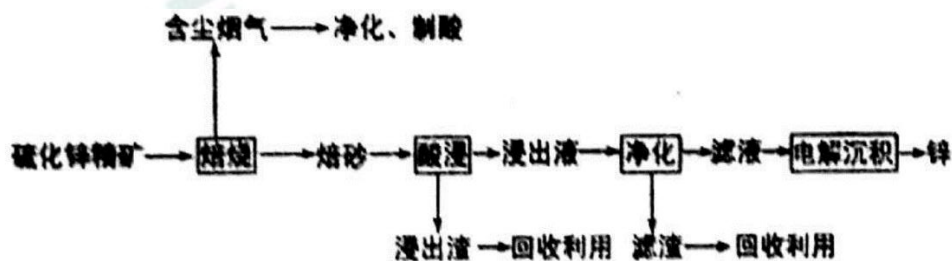 含尘烟气 净化、制酸
硫化锌精矿 焙烧 焙砂 酸浸 浸出液 净化 滤液 电解沉积 锌
浸出渣 回收利用 滤渣 回收利用